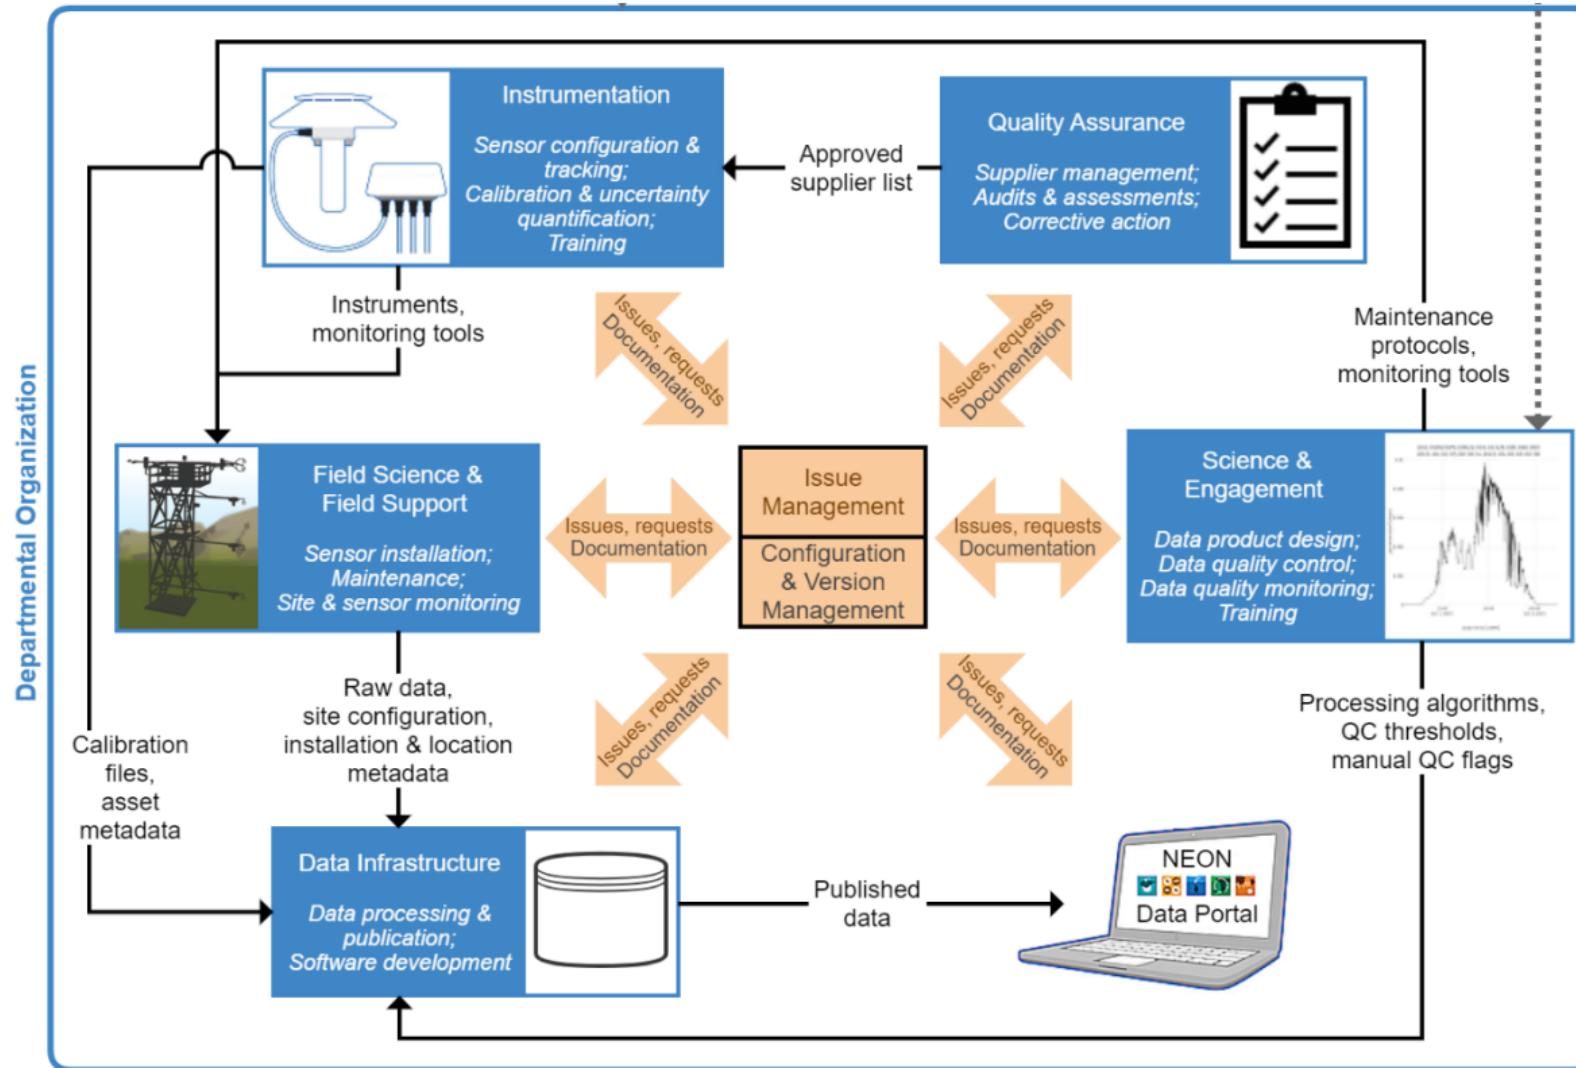 Departmental Organization
Instrumentation
Sensor configuration &
tracking;
Calibration & uncertainty
quantification;
Training
Approved
supplier list
Quality Assurance
Supplier management;
Audits & assessments;
Corrective action
Instruments,
monitoring tools
Maintenance
protocols,
monitoring tools
Issues, requests
Documentation
Issues, requests
Documentation
Field Science &
Field Support
Sensor installation;
Maintenance;
Site & sensor monitoring
Issues, requests
Documentation
Issue
Management
Configuration
& Version
Management
Issues, requests
Documentation
Science &
Engagement
Data product design;
Data quality control;
Data quality monitoring;
Training
Raw data,
site configuration,
installation & location
metadata
Issues, requests
Documentation
Issues, requests
Documentation
Processing algorithms,
QC thresholds,
manual QC flags
Calibration
files,
asset
metadata
Data Infrastructure
Data processing &
publication;
Software development
Published
data
NEON
Data Portal